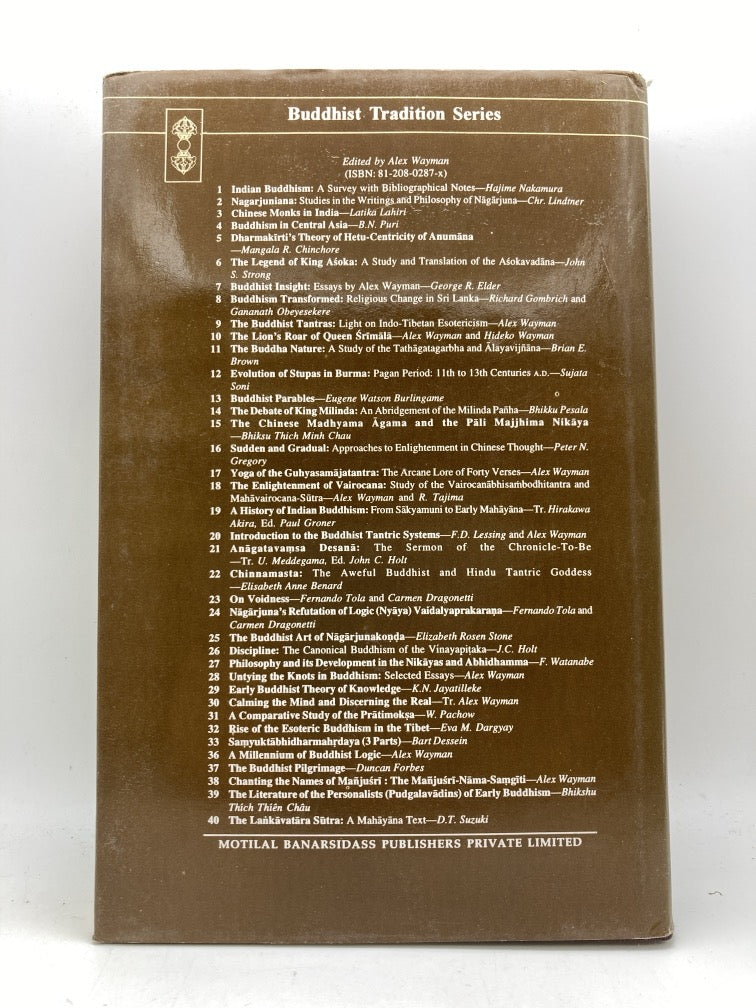 Buddhist Tradition Series
Edited by Alex Wayman
(ISBN: 81-208-0287-x)
1 Indian Buddhism: A Survey with Bibliographical Notes—Hajime Nakamura
2 Nagarjuniana: Studies in the Writings and Philosophy of Nāgārjuna—Chr. Lindtner
3 Chinese Monks in India—Latika Lahiri
4 Buddhism in Central Asia—B.N. Puri
5 Dharmakīrti's Theory of Hetu-Centricity of Anumāna
—Mangala R. Chinchore
6 The Legend of King Aśoka: A Study and Translation of the Aśokavadāna—John
S. Strong
7 Buddhist Insight: Essays by Alex Wayman—George R. Elder
8 Buddhism Transformed: Religious Change in Sri Lanka—Richard Gombrich and
Gananath Obeyesekere
9 The Buddhist Tantras: Light on Indo-Tibetan Esotericism—Alex Wayman
10 The Lion's Roar of Queen Śrīmālā—Alex Wayman and Hideko Wayman
11 The Buddha Nature: A Study of the Tathāgatagarbha and Ālayavijñāna—Brian E.
Brown
12 Evolution of Stupas in Burma: Pagan Period: 11th to 13th Centuries A.D.—Sujata
Soni
13 Buddhist Parables—Eugene Watson Burlingame
14 The Debate of King Milinda: An Abridgement of the Milinda Pañha—Bhikku Pesala
15 The Chinese Madhyama Āgama and the Pāli Majjhima Nikāya
—Bhiksu Thich Minh Chau
16 Sudden and Gradual: Approaches to Enlightenment in Chinese Thought—Peter N.
Gregory
17 Yoga of the Guhyasamājatantra: The Arcane Lore of Forty Verses—Alex Wayman
18 The Enlightenment of Vairocana: Study of the Vairocanābhisaṁbodhitantra and
Mahāvairocana-Sūtra—Alex Wayman and R. Tajima
19 A History of Indian Buddhism: From Sākyamuni to Early Mahāyāna—Tr. Hirakawa
Akira, Ed. Paul Groner
20 Introduction to the Buddhist Tantric Systems—F.D. Lessing and Alex Wayman
21 Anāgatavaṃsa Desanā: The Sermon of the Chronicle-To-Be
—Tr. U. Meddegama, Ed. John C. Holt
22 Chinnamasta: The Aweful Buddhist and Hindu Tantric Goddess
—Elisabeth Anne Benard
23 On Voidness—Fernando Tola and Carmen Dragonetti
24 Nāgārjuna's Refutation of Logic (Nyāya) Vaidalyaprakaraṇa—Fernando Tola and
Carmen Dragonetti
25 The Buddhist Art of Nāgārjunakoṇḍa—Elizabeth Rosen Stone
26 Discipline: The Canonical Buddhism of the Vinayapiṭaka—J.C. Holt
27 Philosophy and its Development in the Nikāyas and Abhidhamma—F. Watanabe
28 Untying the Knots in Buddhism: Selected Essays—Alex Wayman
29 Early Buddhist Theory of Knowledge—K.N. Jayatilleke
30 Calming the Mind and Discerning the Real—Tr. Alex Wayman
31 A Comparative Study of the Prātimokṣa—W. Pachow
32 Rise of the Esoteric Buddhism in the Tibet—Eva M. Dargyay
33 Saṃyuktābhidharmahṛdaya (3 Parts)—Bart Dessein
36 A Millennium of Buddhist Logic—Alex Wayman
37 The Buddhist Pilgrimage—Duncan Forbes
38 Chanting the Names of Mañjuśrī : The Mañjuśrī-Nāma-Saṃgīti—Alex Wayman
39 The Literature of the Personalists (Pudgalavādins) of Early Buddhism—Bhikshu
Thích Thiên Châu
40 The Laṅkāvatāra Sūtra: A Mahāyāna Text—D.T. Suzuki
MOTILAL BANARSIDASS PUBLISHERS PRIVATE LIMITED